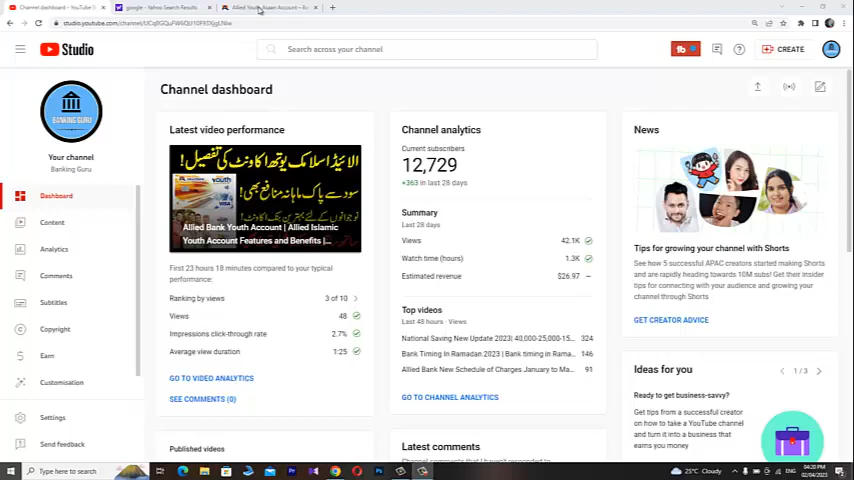 Channel dashboard - YouTube S
google - Yahoo Search Results
studio.youtube.com/channel/
Studio
Search across your channel
CREATE
BANKING GURU
Your channel
Banking Guru
Dashboard
Content
Analytics
Comments
Subtitles
Copyright
Earn
Customisation
Settings
Send feedback
Channel dashboard
Latest video performance
الائیڈ اسلامک یوتھ اکاونٹ کی تفصیل!
سود سے پاک ماہانہ منافع بھی!
Allied Bank Youth Account | Allied Islamic
Youth Account Features and Benefits |...
First 23 hours 18 minutes compared to your typical
performance:
Ranking by views
3 of 10
Views
48
Impressions click-through rate
2.7%
Average view duration
1:25
GO TO VIDEO ANALYTICS
SEE COMMENTS (0)
Published videos
Channel analytics
Current subscribers
12,729
+363 in last 28 days
Summary
Last 28 days
Views
42.1K
Watch time (hours)
1.3K
Estimated revenue
$26.97
Top videos
Last 48 hours · Views
National Saving New Update 2023| 40,000-25,000-15...
324
Bank Timing In Ramadan 2023 | Bank timing in Rama...
146
Allied Bank New Schedule of Charges January to Ma...
91
GO TO CHANNEL ANALYTICS
Latest comments
News
Tips for growing your channel with Shorts
See how 5 successful APAC creators started making Shorts
and are rapidly heading towards 10M subs! Get their insider
tips for connecting with your audience and growing your
channel through Shorts
GET CREATOR ADVICE
Ideas for you
1 / 3
Ready to get business-savvy?
Get tips from a successful creator
on how to take a YouTube channel
and turn it into a business that
earns you money
Type here to search
25°C Cloudy
ENG
04:20 PM
02/04/2023